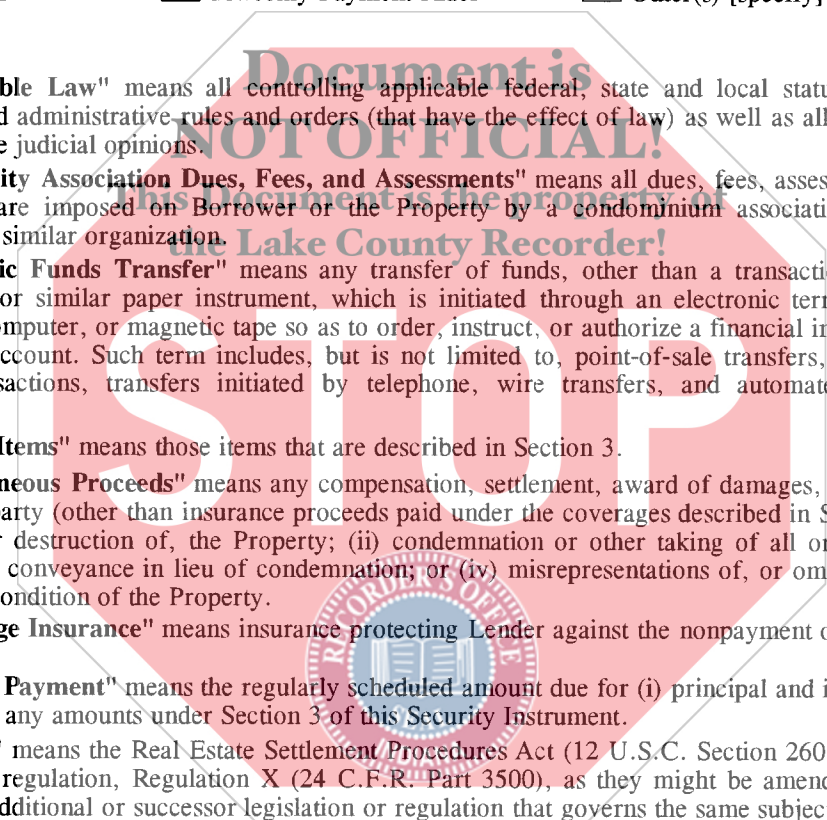 ble Law" means all controlling applicable federal, state and local statu
d administrative rules and orders (that have the effect of law) as well as all
e judicial opinions.
ity Association Dues, Fees, and Assessments" means all dues, fees, asses
are imposed on Borrower or the Property by a condominium associati
similar organization.
ic Funds Transfer" means any transfer of funds, other than a transacti
or similar paper instrument, which is initiated through an electronic ter
mputer, or magnetic tape so as to order, instruct, or authorize a financial in
ccount. Such term includes, but is not limited to, point-of-sale transfers,
sactions, transfers initiated by telephone, wire transfers, and automate
Items" means those items that are described in Section 3.
neous Proceeds" means any compensation, settlement, award of damages,
party (other than insurance proceeds paid under the coverages described in S
r destruction of, the Property; (ii) condemnation or other taking of all or
conveyance in lieu of condemnation; or (iv) misrepresentations of, or om
ondition of the Property.
ge Insurance" means insurance protecting Lender against the nonpayment o
Payment" means the regularly scheduled amount due for (i) principal and i
any amounts under Section 3 of this Security Instrument.
" means the Real Estate Settlement Procedures Act (12 U.S.C. Section 260
regulation, Regulation X (24 C.F.R. Part 3500), as they might be amend
dditional or successor legislation or regulation that governs the same subjec
Document is
NOT OFFICIAL!
This Document is the property of
the Lake County Recorder!
STOP
RECORDER'S OFFICE